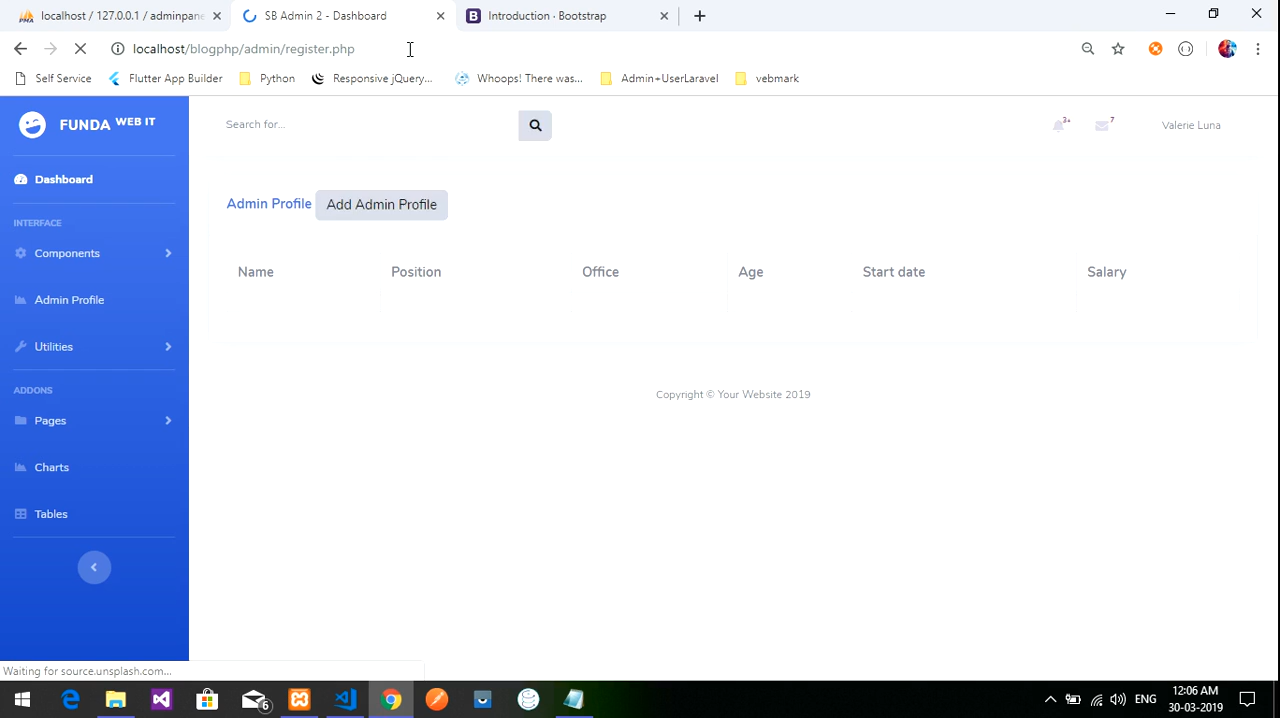 localhost / 127.0.0.1 / adminpane
SB Admin 2 - Dashboard
Introduction · Bootstrap
localhost/blogphp/admin/register.php
Self Service
Flutter App Builder
Python
Responsive jQuery...
Whoops! There was...
Admin+UserLaravel
vebmark
FUNDA WEB IT
Search for...
3+
7
Valerie Luna
Dashboard
Admin Profile Add Admin Profile
INTERFACE
Components
Name Position Office Age Start date Salary
Admin Profile
Utilities
ADDONS
Copyright © Your Website 2019
Pages
Charts
Tables
Waiting for source.unsplash.com...
6
ENG
12:06 AM
30-03-2019